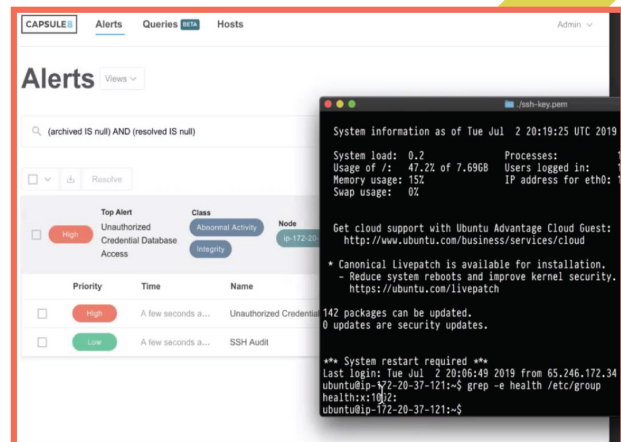 CAPSULE8 Alerts Queries BETA Hosts Admin
Alerts Views
(archived IS null) AND (resolved IS null)
Resolve
Top Alert Class Node
High Unauthorized Credential Database Access Abnormal Activity Integrity ip-172-20
Priority Time Name
High A few seconds a... Unauthorized Credential
Low A few seconds a... SSH Audit
./ssh-key.pem
System information as of Tue Jul 2 20:19:25 UTC 2019
System load: 0.2 Processes: 1
Usage of /: 47.2% of 7.69GB Users logged in: 1
Memory usage: 15% IP address for eth0: 1
Swap usage: 0%
Get cloud support with Ubuntu Advantage Cloud Guest:
http://www.ubuntu.com/business/services/cloud
* Canonical Livepatch is available for installation.
- Reduce system reboots and improve kernel security.
https://ubuntu.com/livepatch
142 packages can be updated.
0 updates are security updates.
*** System restart required ***
Last login: Tue Jul 2 20:06:49 2019 from 65.246.172.34
ubuntu@ip-172-20-37-121:~$ grep -e health /etc/group
health:x:1002:
ubuntu@ip-172-20-37-121:~$